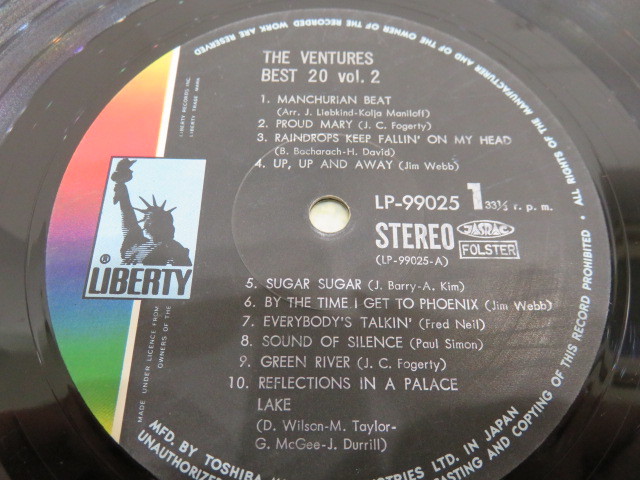 THE VENTURES
BEST 20 vol. 2
1. MANCHURIAN BEAT
(Arr. J. Liebkind-Kolja Maniloff)
2. PROUD MARY (J. C. Fogerty)
3. RAINDROPS KEEP FALLIN' ON MY HEAD
(B. Bacharach-H. David)
4. UP, UP AND AWAY (Jim Webb)
LP-99025 1 33⅓ r. p. m.
STEREO JASRAC
(LP-99025-A) FOLSTER
® LIBERTY
5. SUGAR SUGAR (J. Barry-A. Kim)
6. BY THE TIME I GET TO PHOENIX (Jim Webb)
7. EVERYBODY'S TALKIN' (Fred Neil)
8. SOUND OF SILENCE (Paul Simon)
9. GREEN RIVER (J. C. Fogerty)
10. REFLECTIONS IN A PALACE
LAKE
(D. Wilson-M. Taylor-
G. McGee-J. Durrill)
MADE UNDER LICENCE FROM
OWNERS OF THE
ALL RIGHTS OF THE MANUFACTURER AND OF THE OWNER OF THE RECORDED WORK ARE RESERVED
MFD. BY TOSHIBA INDUSTRIES LTD. IN JAPAN
UNAUTHORIZED CASTING AND COPYING OF THIS RECORD PROHIBITED •